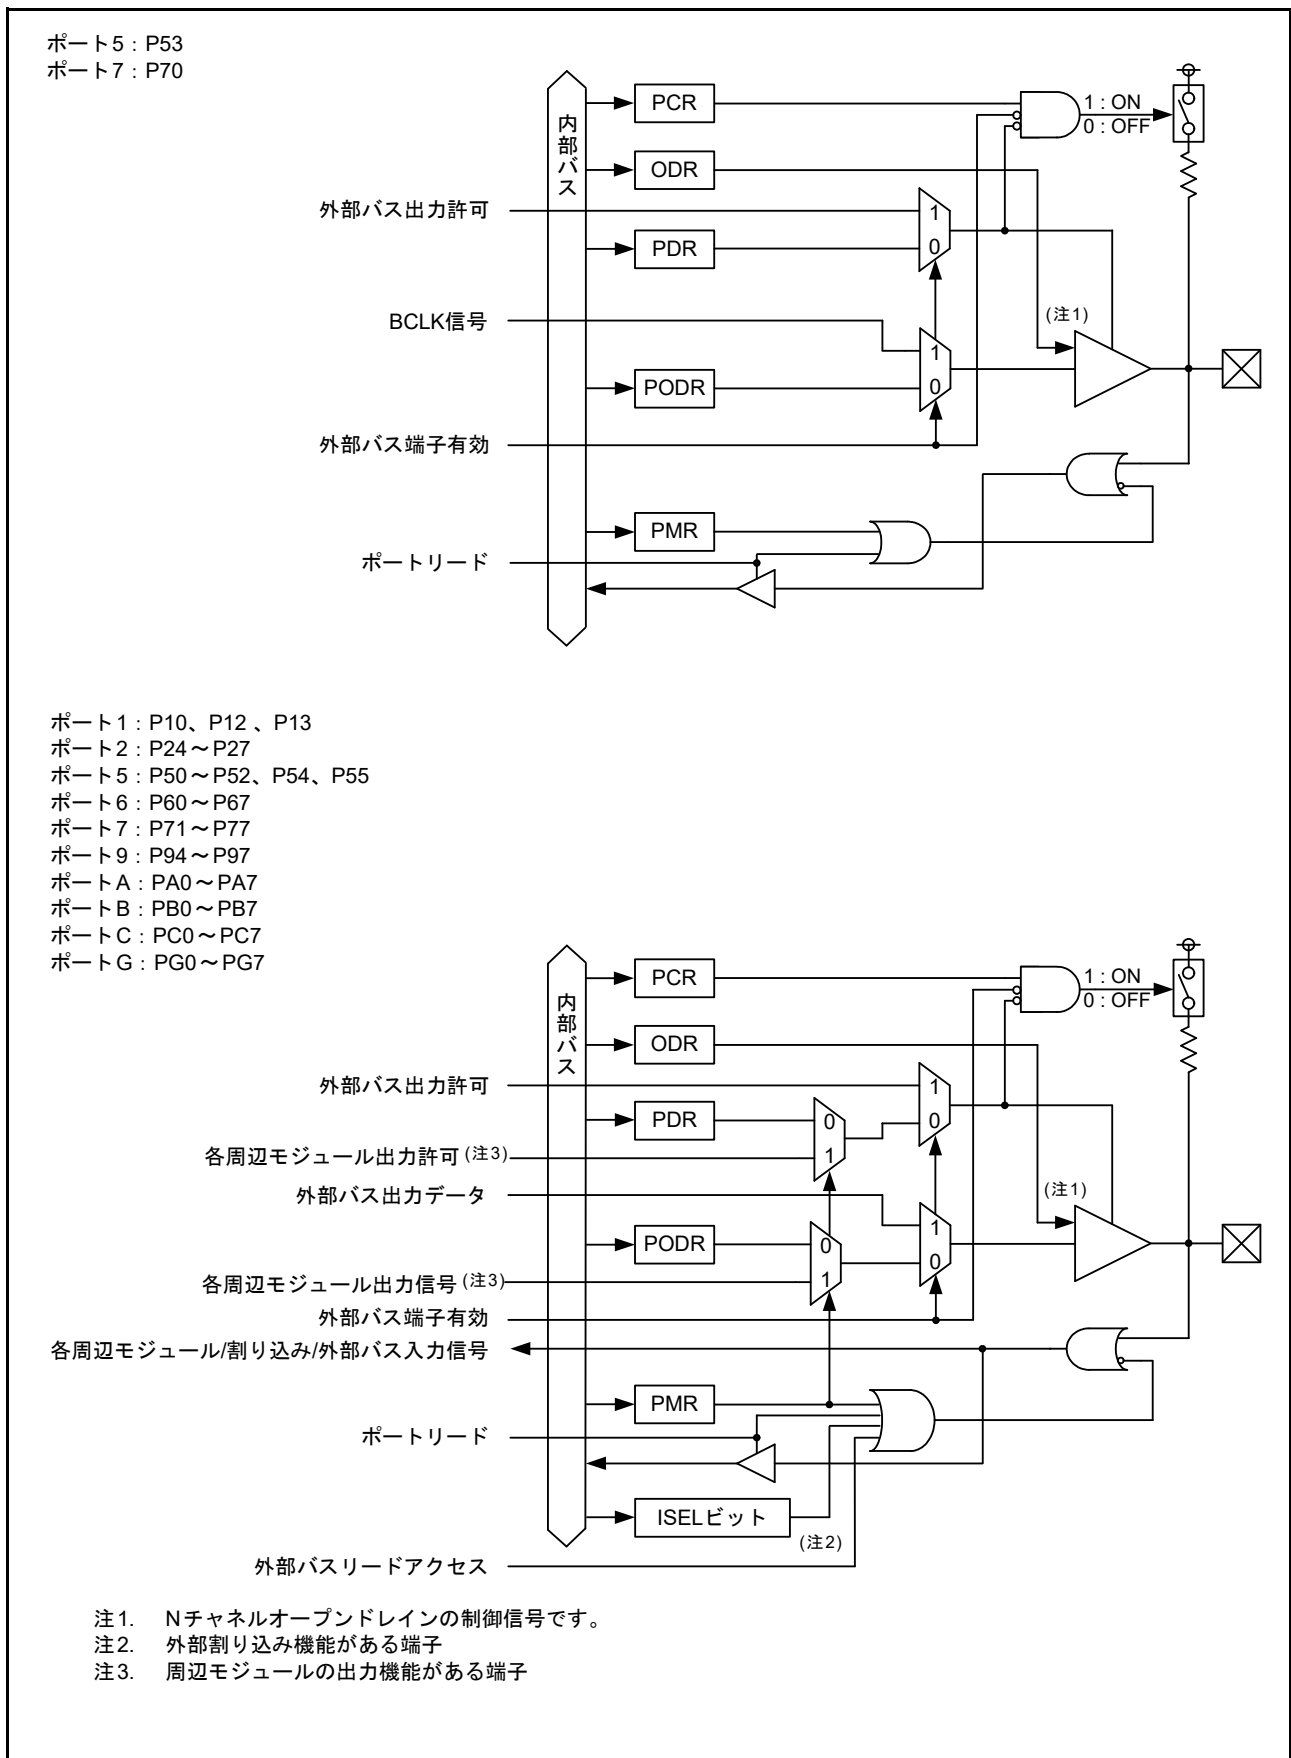 ポート5：P53
ポート7：P70
内部バス
PCR
1 : ON
0 : OFF
ODR
外部バス出力許可
1
0
PDR
BCLK信号
(注1)
1
0
PODR
外部バス端子有効
PMR
ポートリード
ポート1：P10、P12 、P13
ポート2：P24～P27
ポート5：P50～P52、P54、P55
ポート6：P60～P67
ポート7：P71～P77
ポート9：P94～P97
ポートA：PA0～PA7
ポートB：PB0～PB7
ポートC：PC0～PC7
ポートG：PG0～PG7
内部バス
PCR
1 : ON
0 : OFF
ODR
外部バス出力許可
1
0
PDR
0
1
各周辺モジュール出力許可(注3)
外部バス出力データ
(注1)
1
0
PODR
0
1
各周辺モジュール出力信号(注3)
外部バス端子有効
各周辺モジュール/割り込み/外部バス入力信号
PMR
ポートリード
ISELビット
(注2)
外部バスリードアクセス
注1. Nチャネルオープンドレインの制御信号です。
注2. 外部割り込み機能がある端子
注3. 周辺モジュールの出力機能がある端子